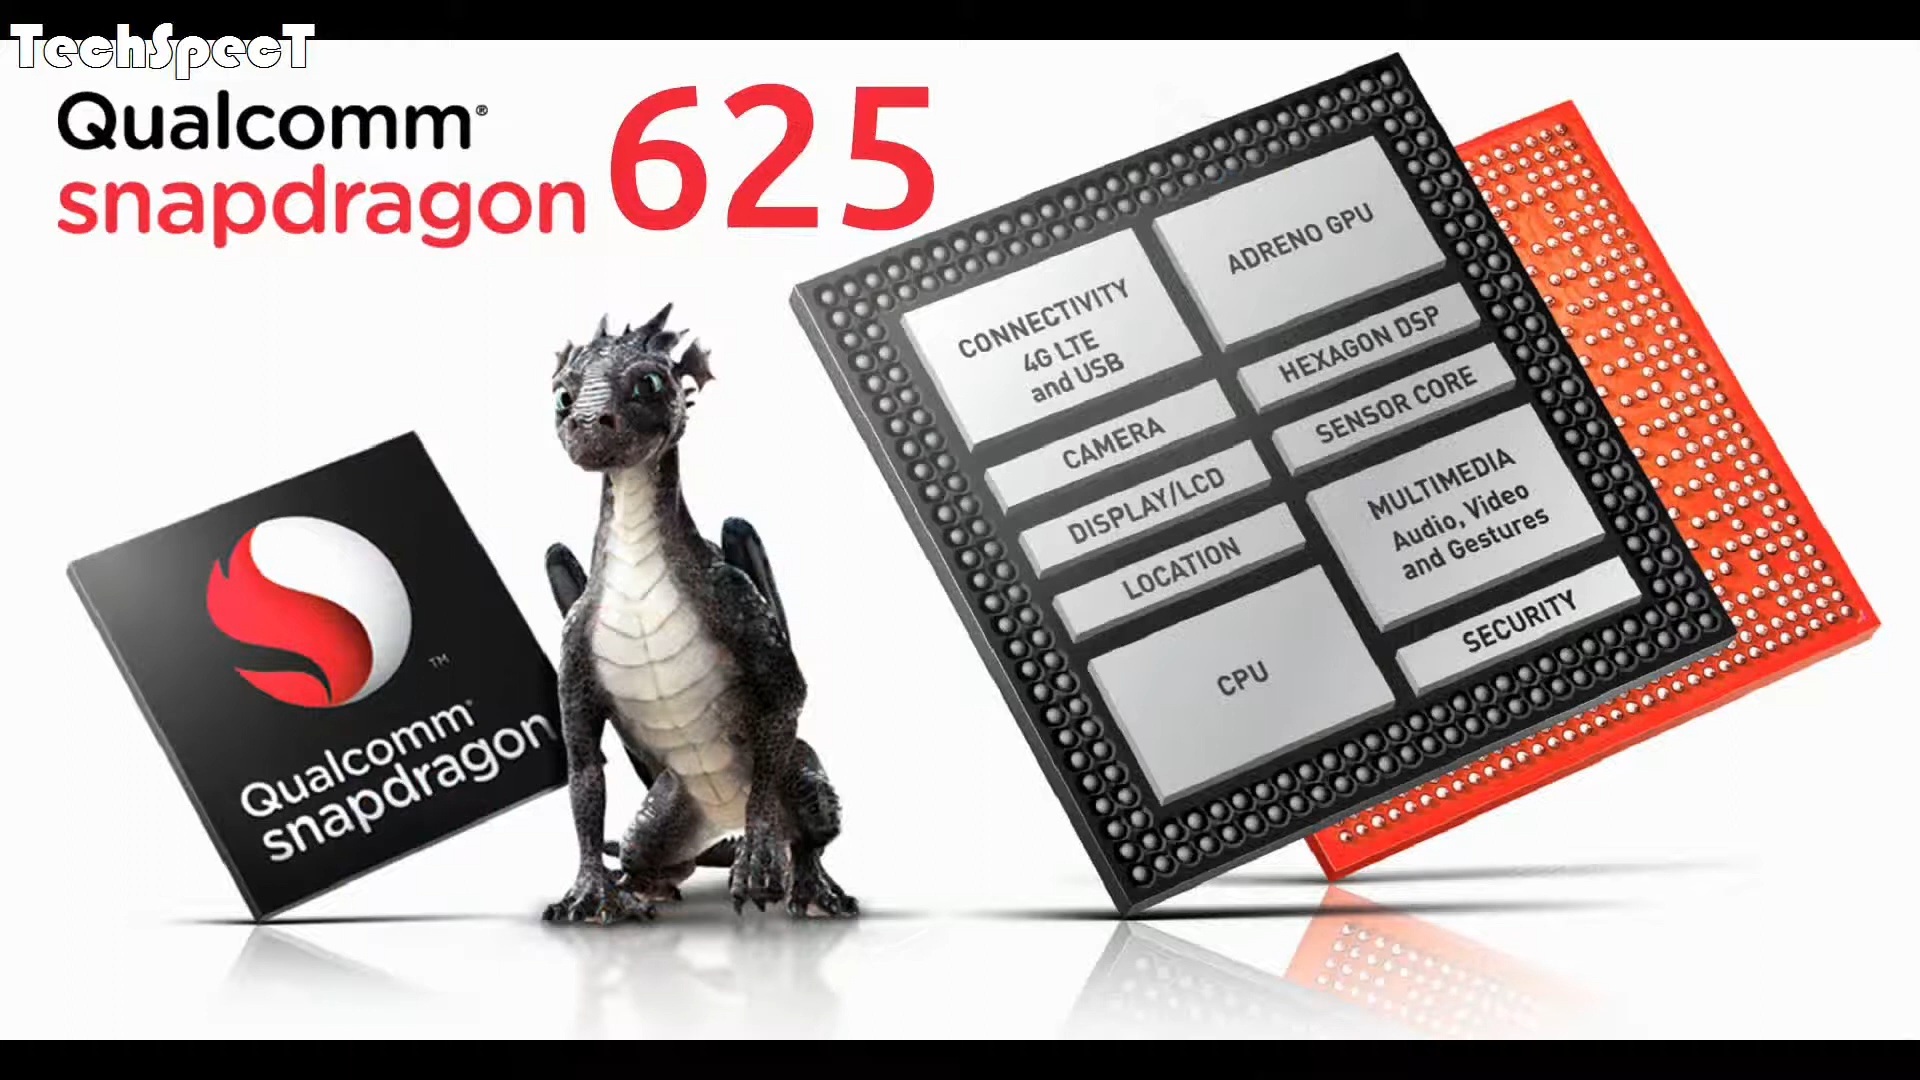 TechSpecT
Qualcomm®
snapdragon 625
CONNECTIVITY
4G LTE
and USB
ADRENO GPU
HEXAGON DSP
SENSOR CORE
CAMERA
DISPLAY/LCD
LOCATION
MULTIMEDIA
Audio, Video
and Gestures
CPU
SECURITY
TM
Qualcomm®
snapdragon